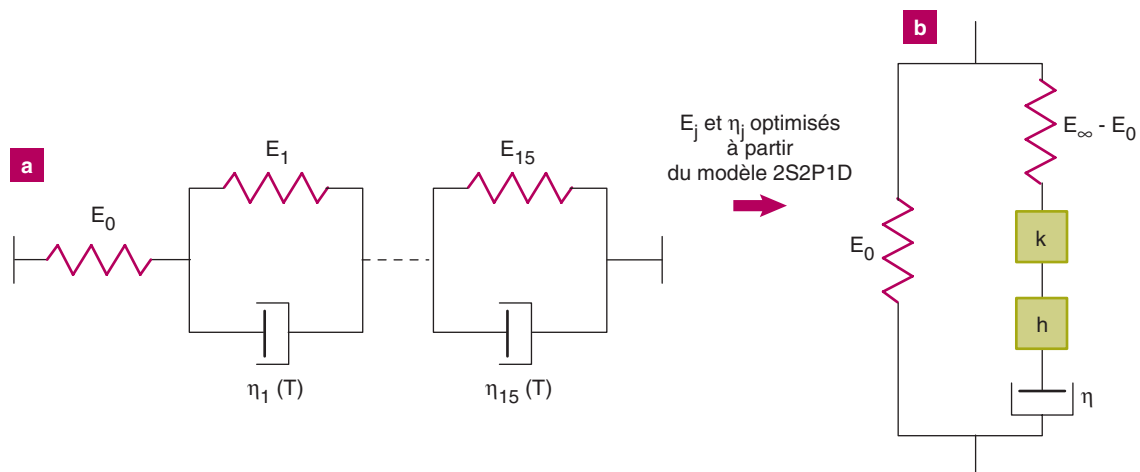 a
E0
E1
η1 (T)
E15
η15 (T)
Ej et ηj optimisés
à partir
du modèle 2S2P1D
b
E∞ - E0
E0
k
h
η